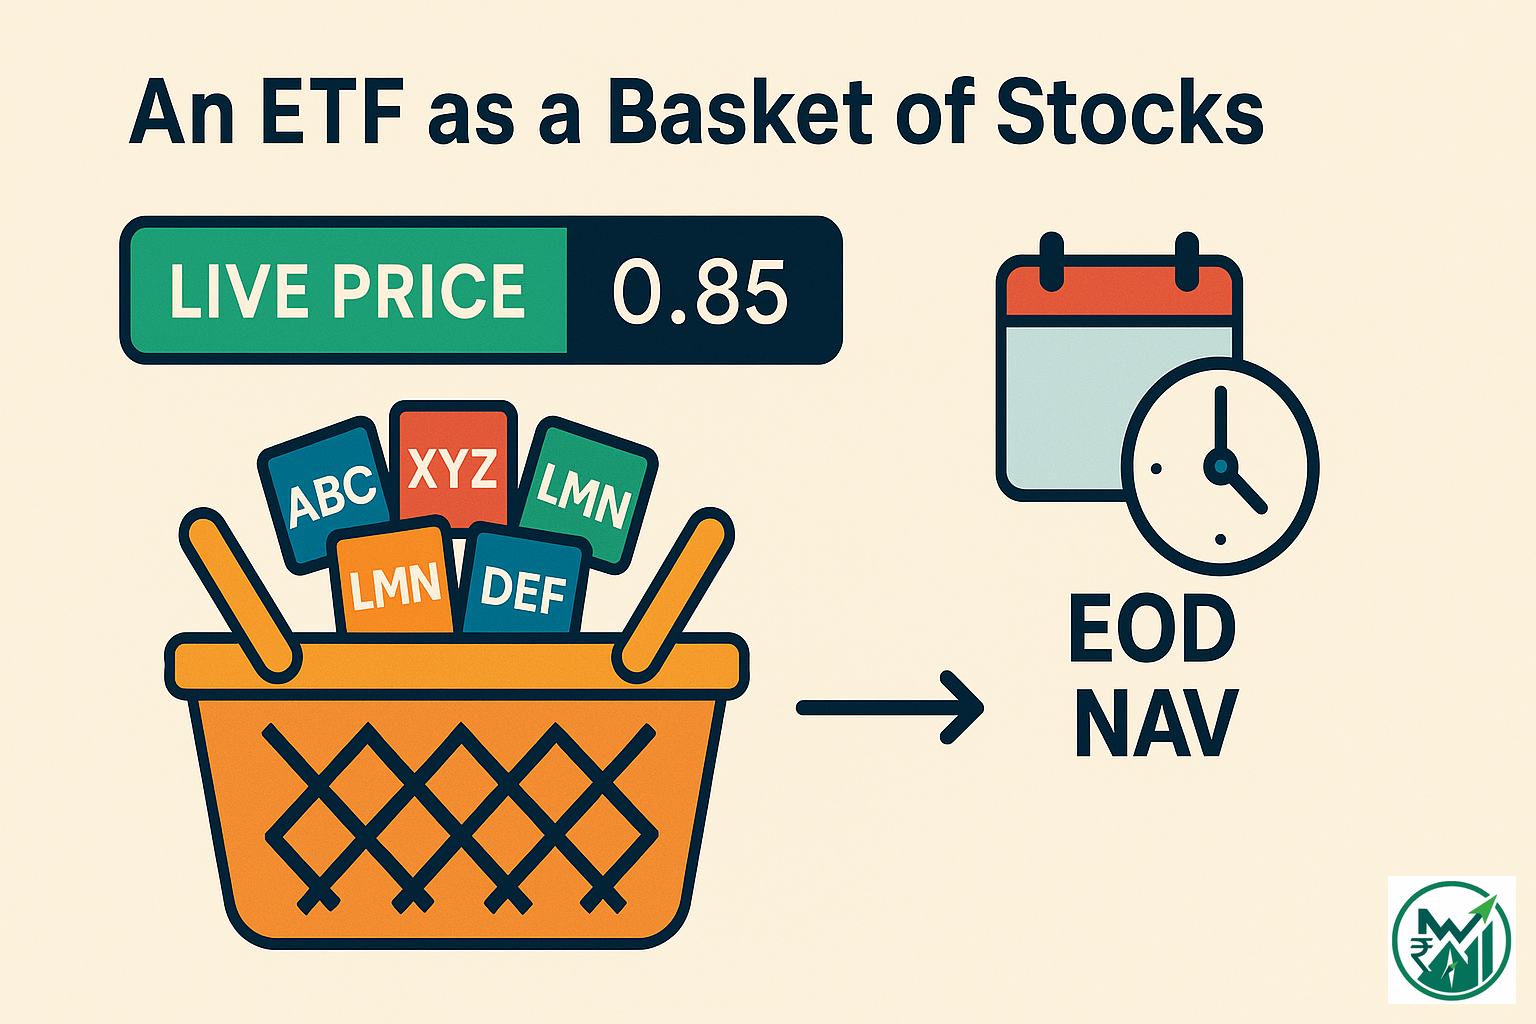 An ETF as a Basket of Stocks
LIVE PRICE 0.85
ABC
XYZ
LMN
LMN
DEF
EOD
NAV
₹